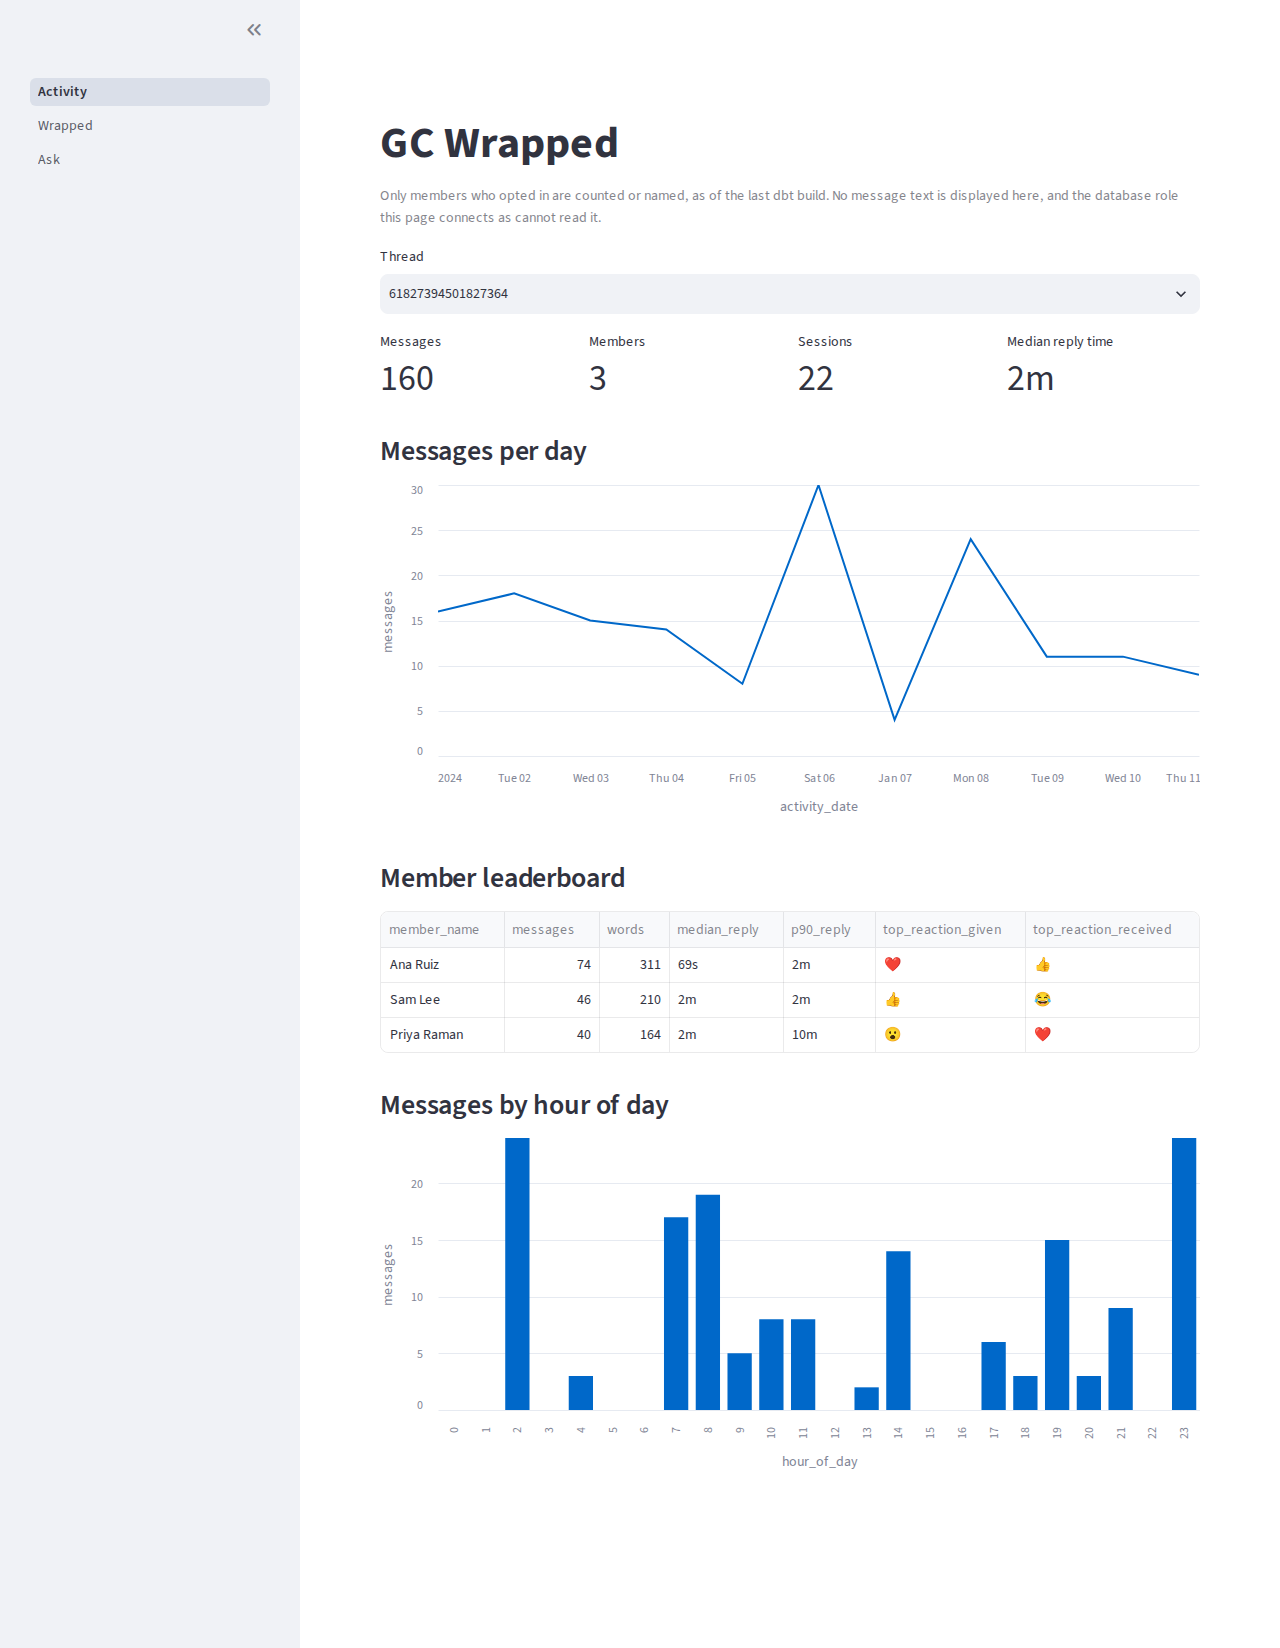 Activity
Wrapped
Ask
GC Wrapped
Only members who opted in are counted or named, as of the last dbt build. No message text is displayed here, and the database role
this page connects as cannot read it.
Thread
61827394501827364
Messages Members Sessions Median reply time
160 3 22 2m
Messages per day
30
25
20
15
10
5
0
messages
2024 Tue 02 Wed 03 Thu 04 Fri 05 Sat 06 Jan 07 Mon 08 Tue 09 Wed 10 Thu 11
activity_date
Member leaderboard
member_name messages words median_reply p90_reply top_reaction_given top_reaction_received
Ana Ruiz 74 311 69s 2m ❤️ 👍
Sam Lee 46 210 2m 2m 👍 😂
Priya Raman 40 164 2m 10m 😮 ❤️
Messages by hour of day
20
15
10
5
0
messages
0 1 2 3 4 5 6 7 8 9 10 11 12 13 14 15 16 17 18 19 20 21 22 23
hour_of_day